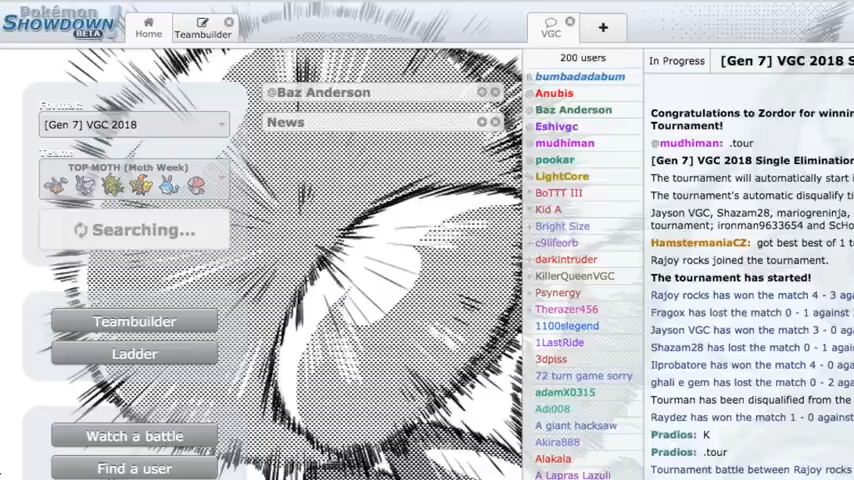 Pokémon
SHOWDOWN!
BETA
Home
Teambuilder
VGC
Format:
[Gen 7] VGC 2018
Team:
TOP MOTH (Moth Week)
Searching...
Teambuilder
Ladder
Watch a battle
Find a user
@Baz Anderson
News
200 users
bumbadadabum
Anubis
Baz Anderson
Eshivgc
mudhiman
pookar
LightCore
BoTTT III
Kid A
Bright Size
c9lifeorb
darkintruder
KillerQueenVGC
Psynergy
Therazer456
1100slegend
1LastRide
3dpiss
72 turn game sorry
adamX0315
Adi008
A giant hacksaw
Akira888
Alakala
A Lapras Lazuli
In Progress
[Gen 7] VGC 2018 S
Congratulations to Zordor for winnin
Tournament!
@mudhiman: .tour
[Gen 7] VGC 2018 Single Elimination
The tournament will automatically start i
The tournament's automatic disqualify ti
Jayson VGC, Shazam28, mariogreninja,
tournament; ironman9633654 and ScHo
HamstermaniaCZ: got best best of 1 to
Rajoy rocks joined the tournament.
The tournament has started!
Rajoy rocks has won the match 4 - 3 aga
Fragox has lost the match 0 - 1 against
Jayson VGC has won the match 3 - 0 aga
Shazam28 has lost the match 0 - 1 agai
Ilprobatore has won the match 4 - 0 aga
ghali e gem has lost the match 0 - 2 aga
Tourman has been disqualified from the
Raydez has won the match 1 - 0 against
Pradios: K
Pradios: .tour
Tournament battle between Rajoy rocks